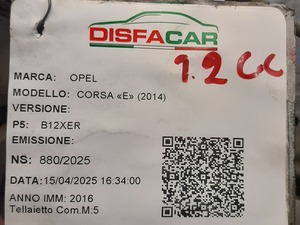 DISFACAR
1.2 CC
MARCA: OPEL
MODELLO: CORSA «E» (2014)
VERSIONE:
P5: B12XER
EMISSIONE:
NS: 880/2025
DATA:15/04/2025 16:34:00
ANNO IMM: 2016
Tellaietto Com.M:5